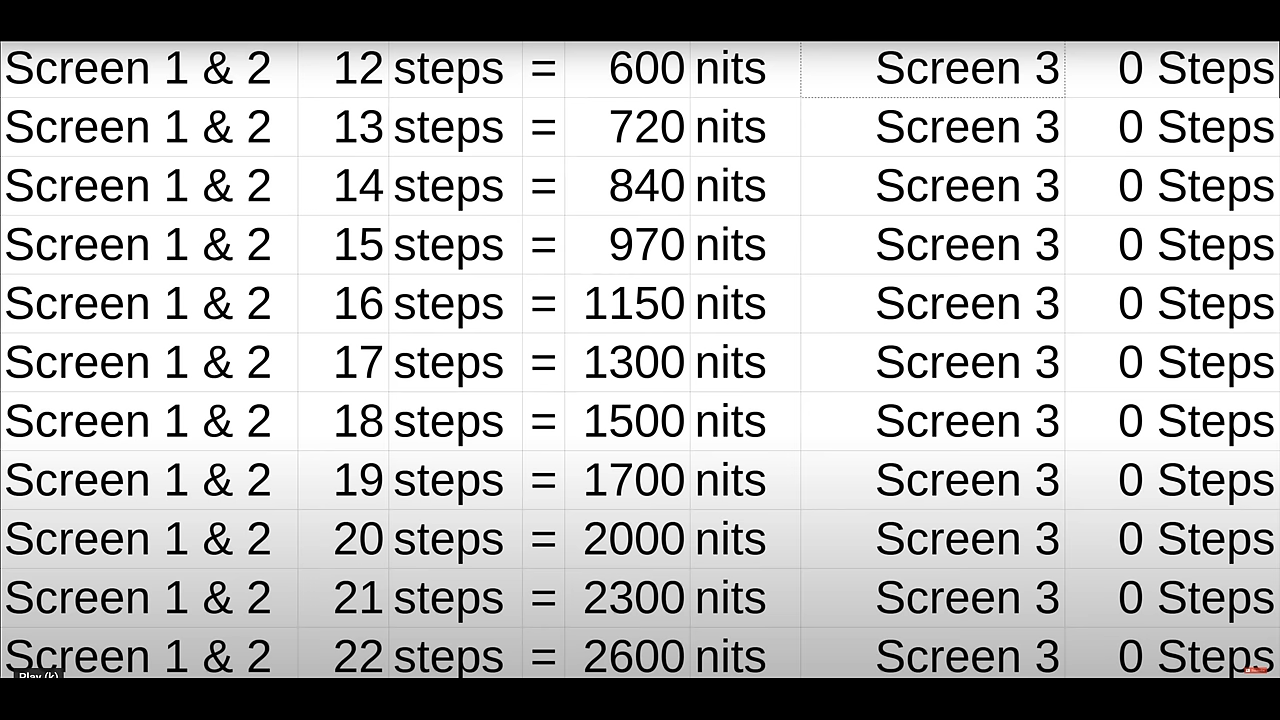 Screen 1 & 2 12 steps = 600 nits Screen 3 0 Steps
Screen 1 & 2 13 steps = 720 nits Screen 3 0 Steps
Screen 1 & 2 14 steps = 840 nits Screen 3 0 Steps
Screen 1 & 2 15 steps = 970 nits Screen 3 0 Steps
Screen 1 & 2 16 steps = 1150 nits Screen 3 0 Steps
Screen 1 & 2 17 steps = 1300 nits Screen 3 0 Steps
Screen 1 & 2 18 steps = 1500 nits Screen 3 0 Steps
Screen 1 & 2 19 steps = 1700 nits Screen 3 0 Steps
Screen 1 & 2 20 steps = 2000 nits Screen 3 0 Steps
Screen 1 & 2 21 steps = 2300 nits Screen 3 0 Steps
Screen 1 & 2 22 steps = 2600 nits Screen 3 0 Steps
Play (k)